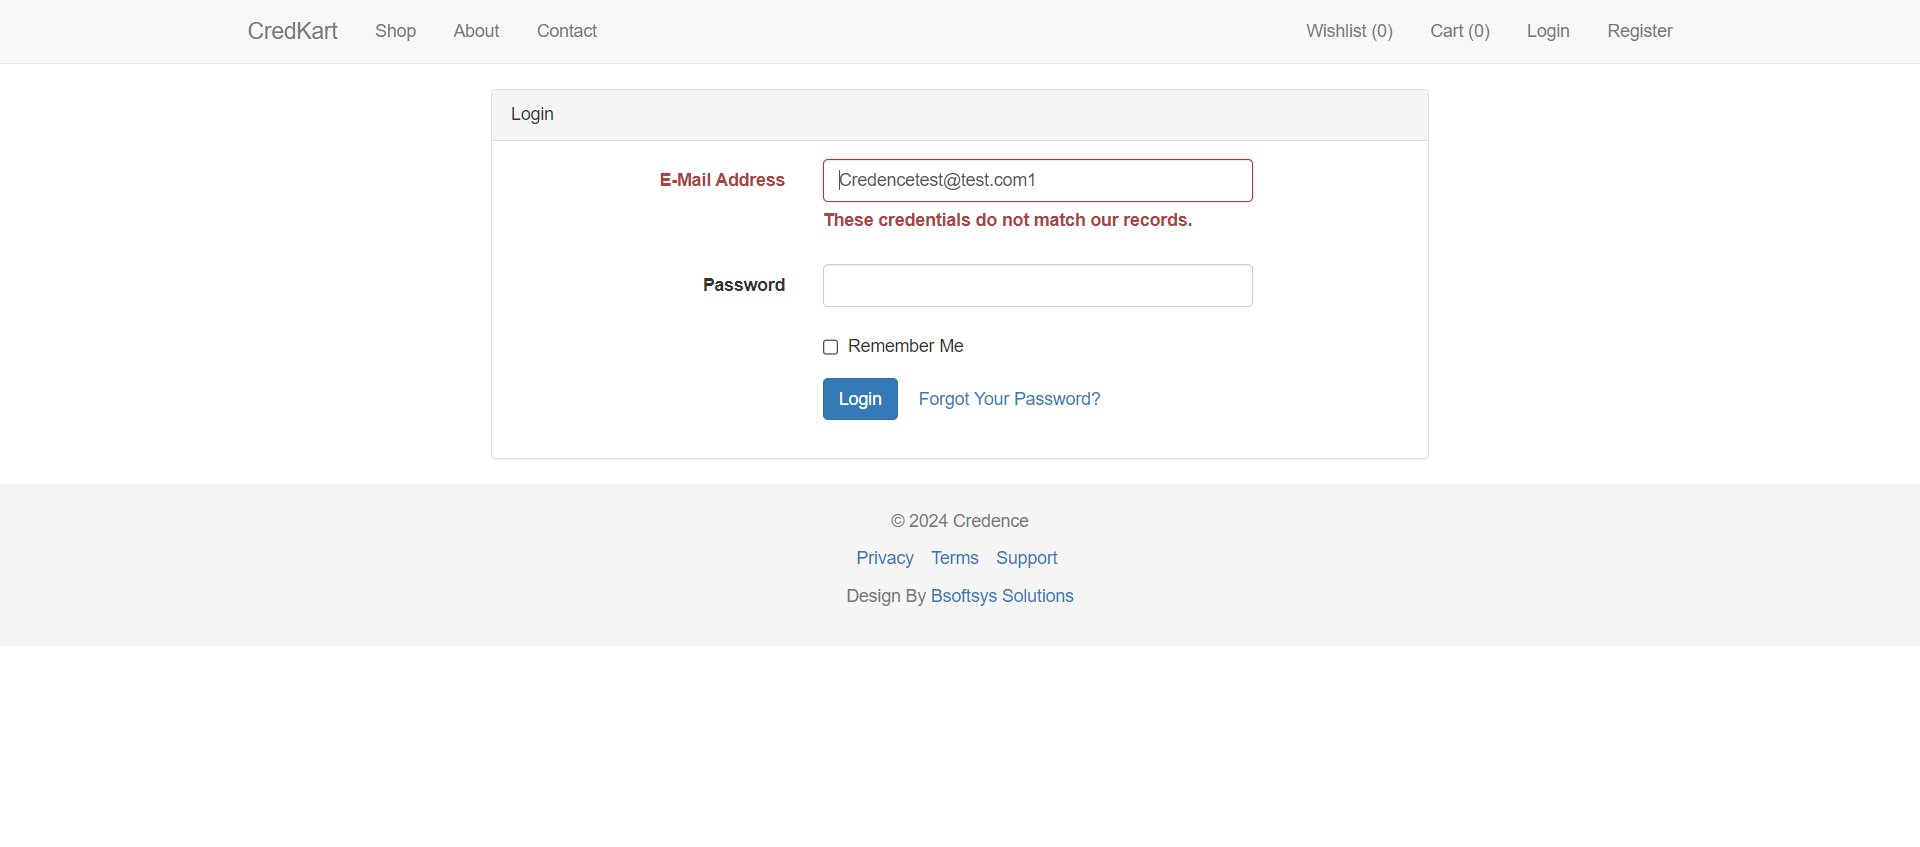 CredKart Shop About Contact Wishlist (0) Cart (0) Login Register
Login
E-Mail Address Credencetest@test.com1
These credentials do not match our records.
Password
Remember Me
Login Forgot Your Password?
© 2024 Credence
Privacy Terms Support
Design By Bsoftsys Solutions